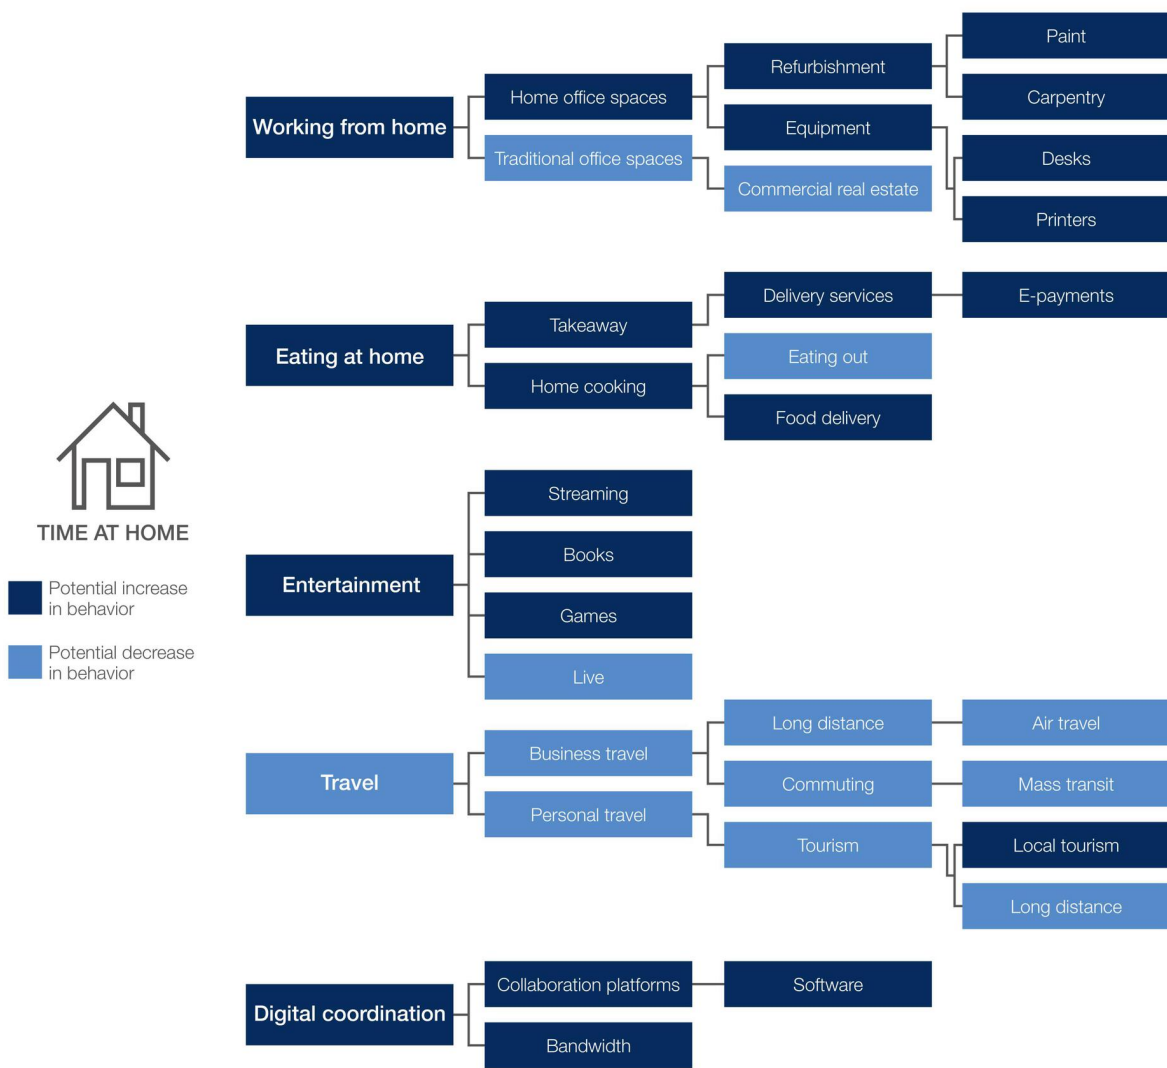 Paint
Refurbishment
Home office spaces
Carpentry
Working from home
Equipment
Traditional office spaces
Desks
Commercial real estate
Printers
Delivery services
E-payments
Takeaway
Eating at home
Eating out
Home cooking
Food delivery
TIME AT HOME
Potential increase
in behavior
Potential decrease
in behavior
Streaming
Books
Entertainment
Games
Live
Long distance
Air travel
Business travel
Travel
Commuting
Mass transit
Personal travel
Tourism
Local tourism
Long distance
Collaboration platforms
Software
Digital coordination
Bandwidth